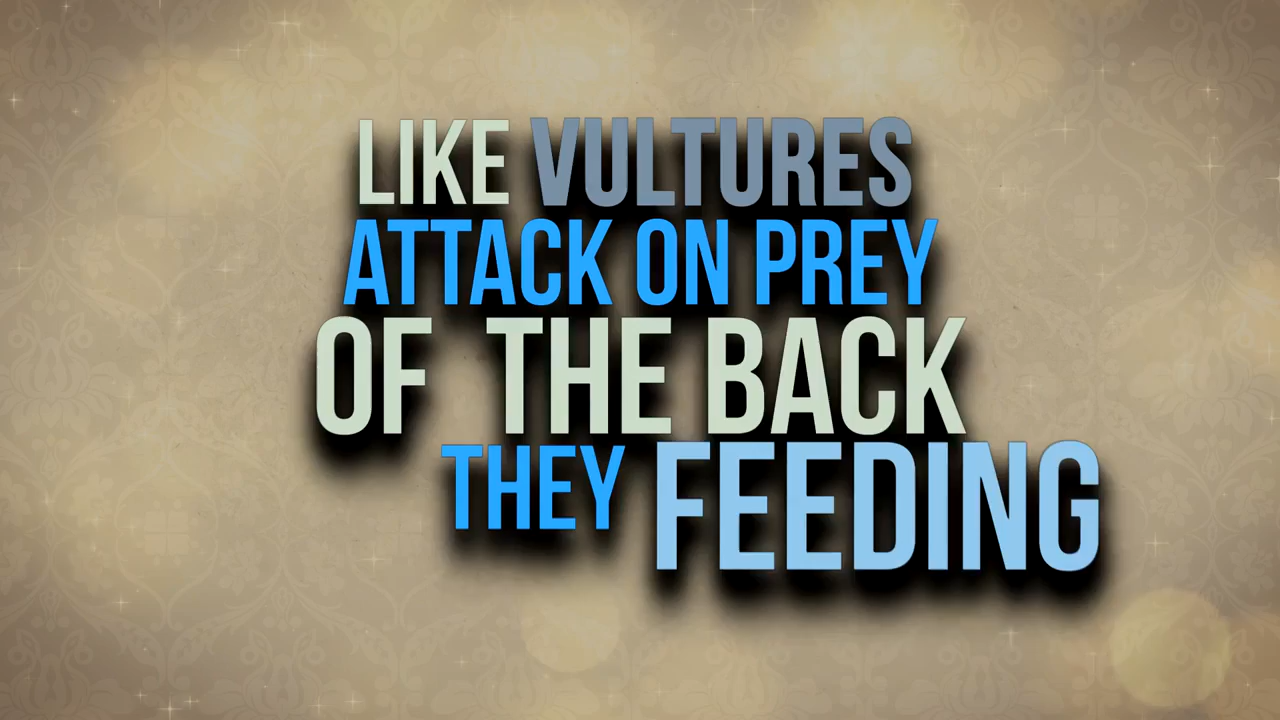 LIKE VULTURES
ATTACK ON PREY
OF THE BACK
THEY FEEDING